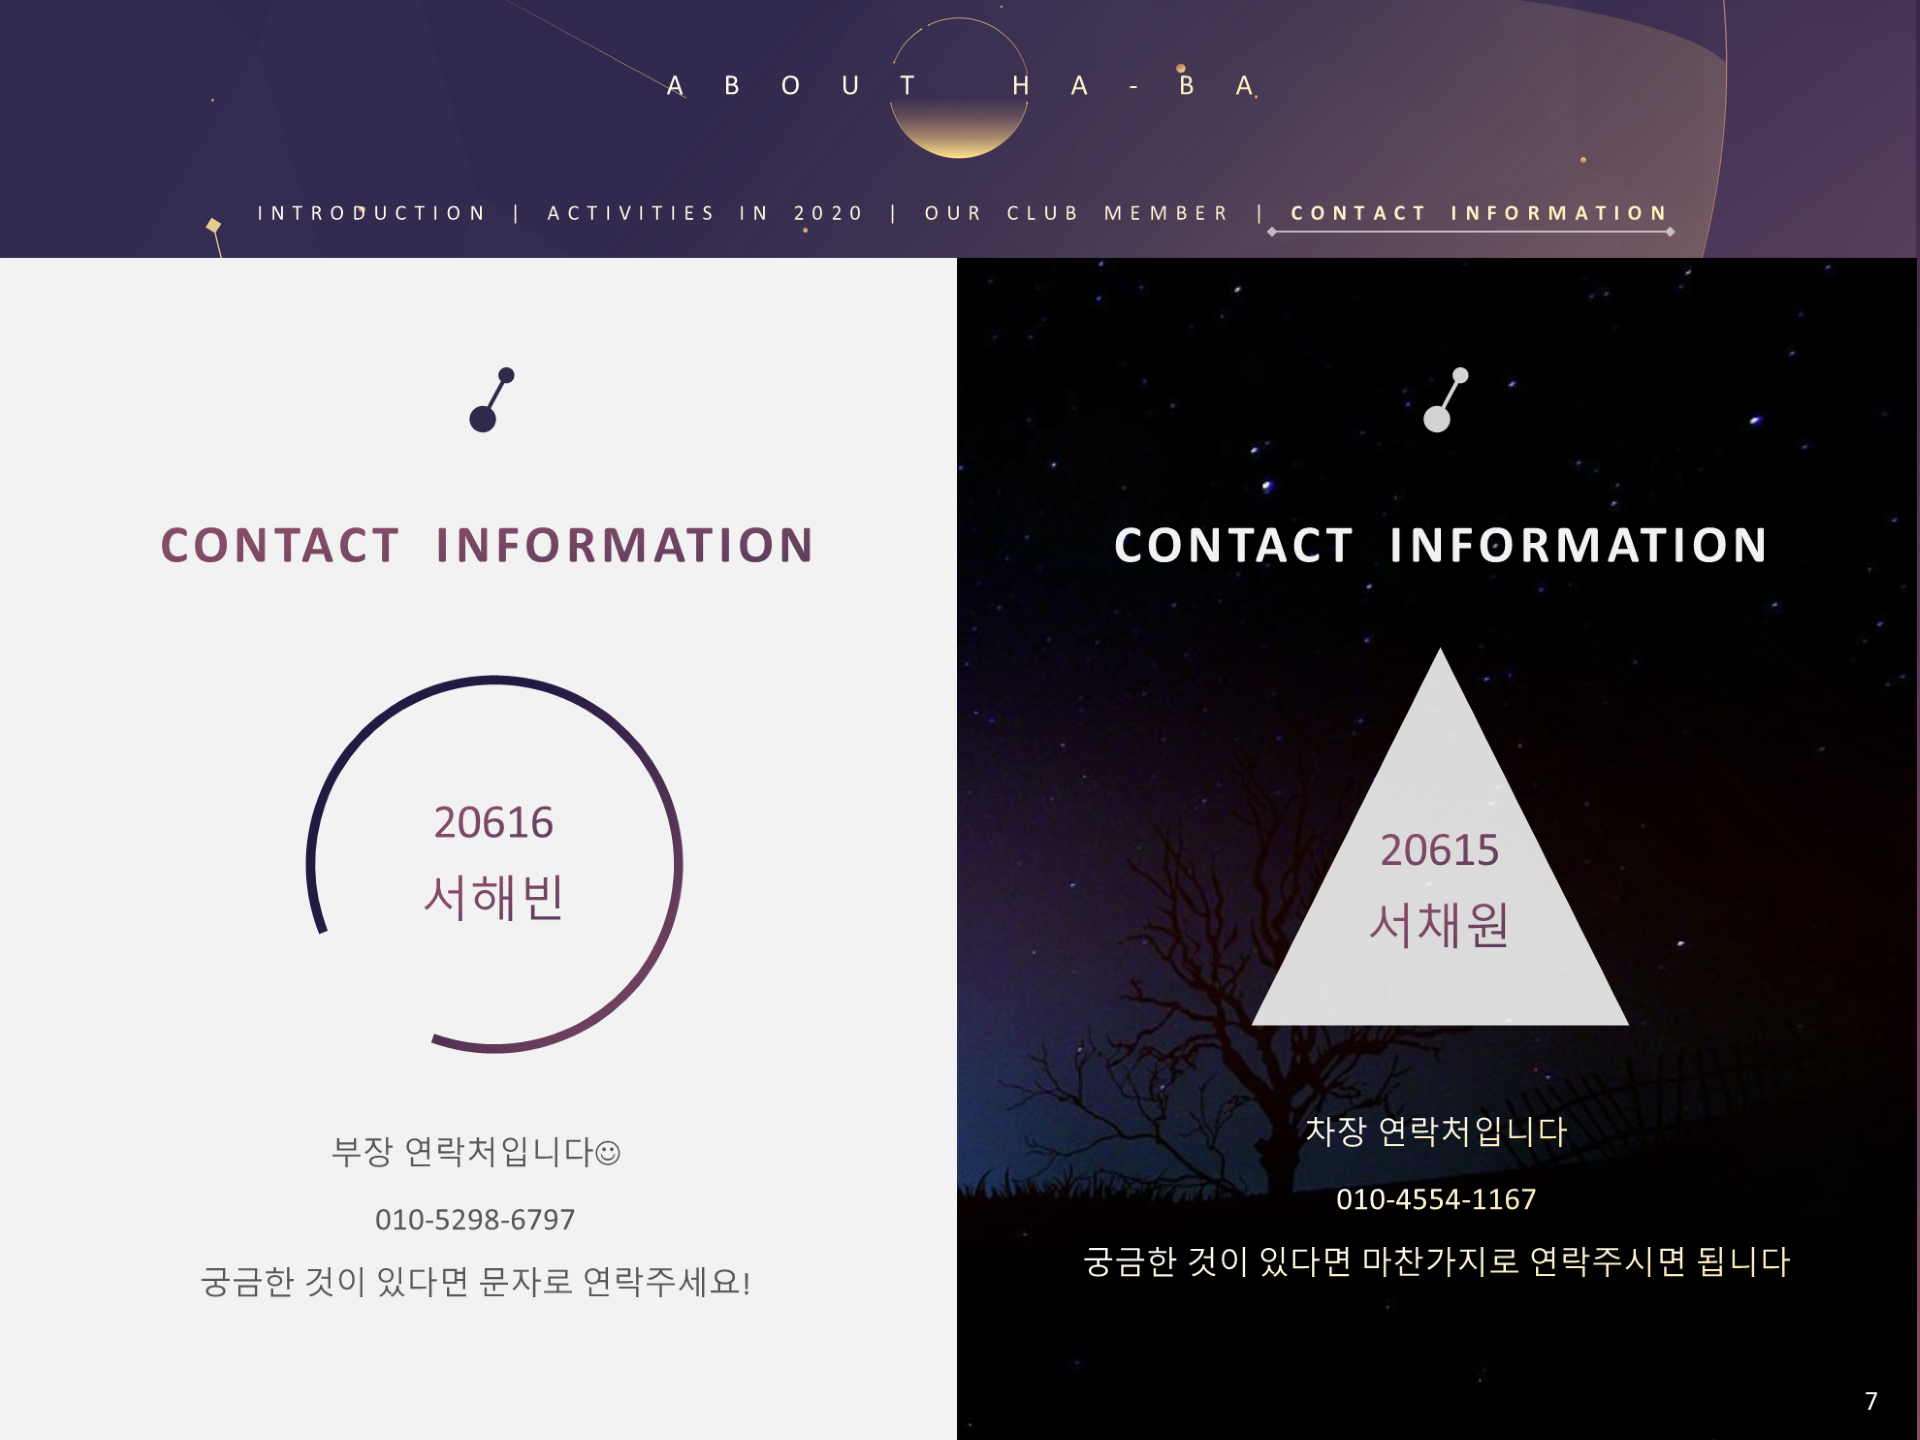 ABOUT HA-BA
INTRODUCTION | ACTIVITIES IN 2020 | OUR CLUB MEMBER | CONTACT INFORMATION
CONTACT INFORMATION
20616
서해빈
부장 연락처입니다☺
010-5298-6797
궁금한 것이 있다면 문자로 연락주세요!
CONTACT INFORMATION
20615
서채원
차장 연락처입니다
010-4554-1167
궁금한 것이 있다면 마찬가지로 연락주시면 됩니다
7